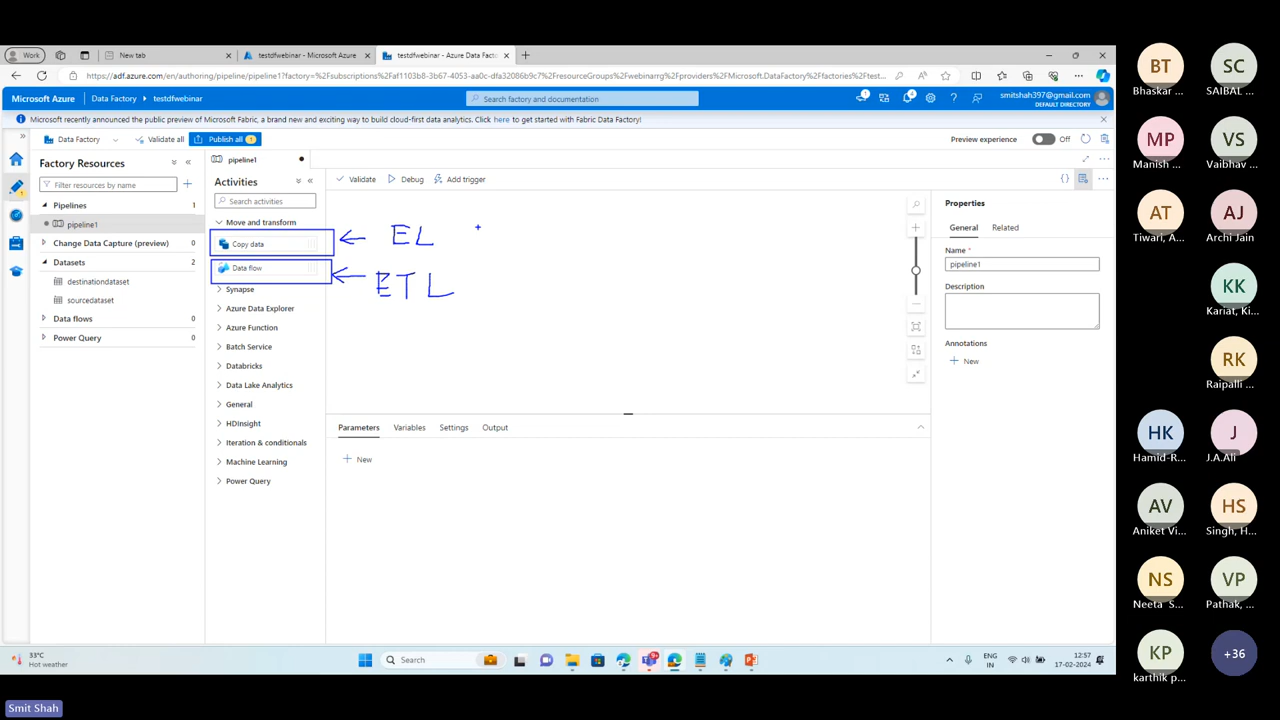 Work
New tab
testdfwebinar - Microsoft Azure
testdfwebinar - Azure Data Facto
https://adf.azure.com/en/authoring/pipeline/pipeline1?factory=%2Fsubscriptions%2Faf1103b8-3b67-4053-aa0c-dfa32086b9c7%2FresourceGroups%2Fwebinarrg%2Fproviders%2FMicrosoft.DataFactory%2Ffactories%2Ftest...
Microsoft Azure
Data Factory
testdfwebinar
Search factory and documentation
1
4
smitshah397@gmail.com
DEFAULT DIRECTORY
Microsoft recently announced the public preview of Microsoft Fabric, a brand new and exciting way to build cloud-first data analytics! Click here to get started with Fabric Data Factory!
Data Factory
Validate all
Publish all 1
Preview experience
Off
Factory Resources
Filter resources by name
Pipelines 1
pipeline1
Change Data Capture (preview) 0
Datasets 2
destinationdataset
sourcedataset
Data flows 0
Power Query 0
pipeline1
Activities
Search activities
Move and transform
Copy data
Data flow
Synapse
Azure Data Explorer
Azure Function
Batch Service
Databricks
Data Lake Analytics
General
HDInsight
Iteration & conditionals
Machine Learning
Power Query
Validate
Debug
Add trigger
EL
ETL
Parameters
Variables
Settings
Output
New
Properties
General
Related
Name *
pipeline1
Description
Annotations
New
33°C
Hot weather
Search
ENG
IN
12:57
17-02-2024
BT
Bhaskar ...
SC
SAIBAL ...
MP
Manish ...
VS
Vaibhav ...
AT
Tiwari, A...
AJ
Archi Jain
KK
Kariat, Ki...
RK
Raipalli ...
HK
Hamid-R...
J
J.A.Ali
AV
Aniket Vi...
HS
Singh, H...
NS
Neeta S...
VP
Pathak, ...
KP
karthik p...
+36
Smit Shah